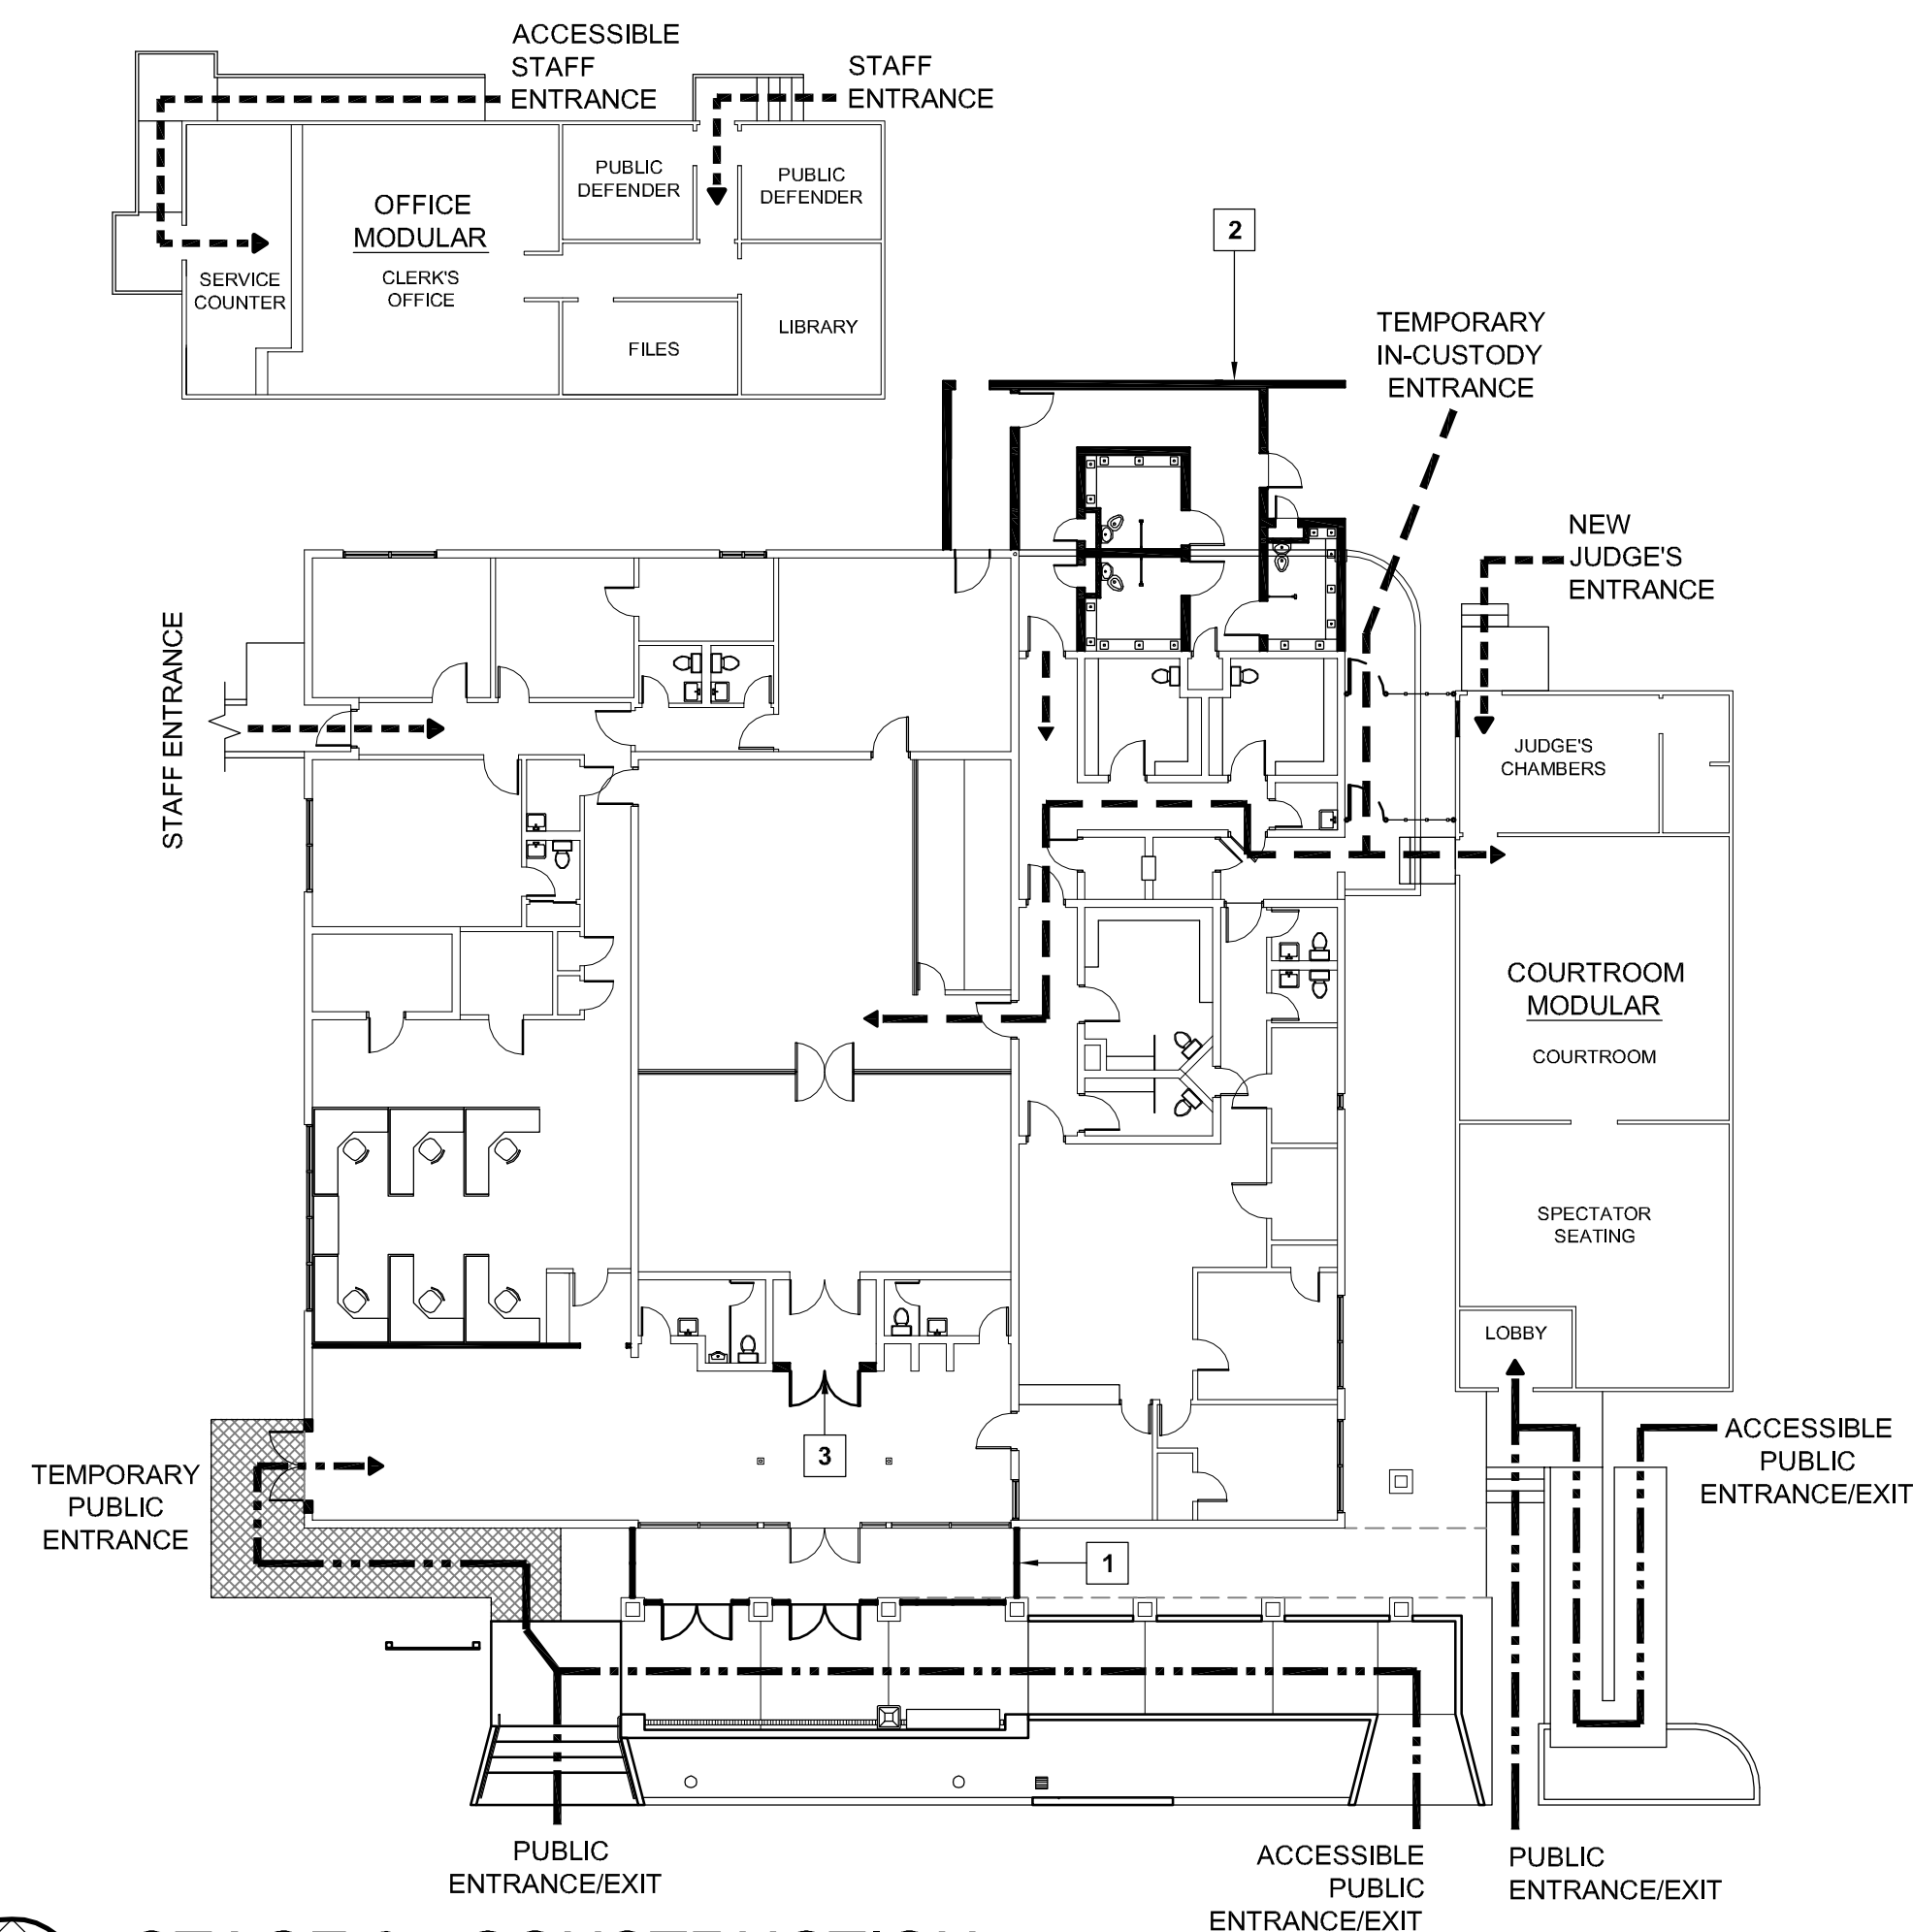 ACCESSIBLE
STAFF
ENTRANCE
STAFF
ENTRANCE
PUBLIC
DEFENDER
PUBLIC
DEFENDER
OFFICE
MODULAR
CLERK'S
OFFICE
SERVICE
COUNTER
LIBRARY
FILES
2
TEMPORARY
IN-CUSTODY
ENTRANCE
NEW
JUDGE'S
ENTRANCE
STAFF ENTRANCE
JUDGE'S
CHAMBERS
COURTROOM
MODULAR
COURTROOM
SPECTATOR
SEATING
LOBBY
3
TEMPORARY
PUBLIC
ENTRANCE
ACCESSIBLE
PUBLIC
ENTRANCE/EXIT
1
PUBLIC
ENTRANCE/EXIT
ACCESSIBLE
PUBLIC
ENTRANCE/EXIT
PUBLIC
ENTRANCE/EXIT